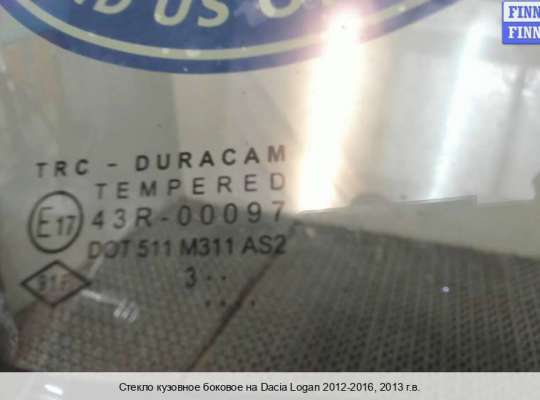 D US O
FINN
FINN
TRC - DURACAM
TEMPERED
E17
43R-00097
DOT 511 M311 AS2
3 . .
. . . .
Стекло кузовное боковое на Dacia Logan 2012-2016, 2013 г.в.